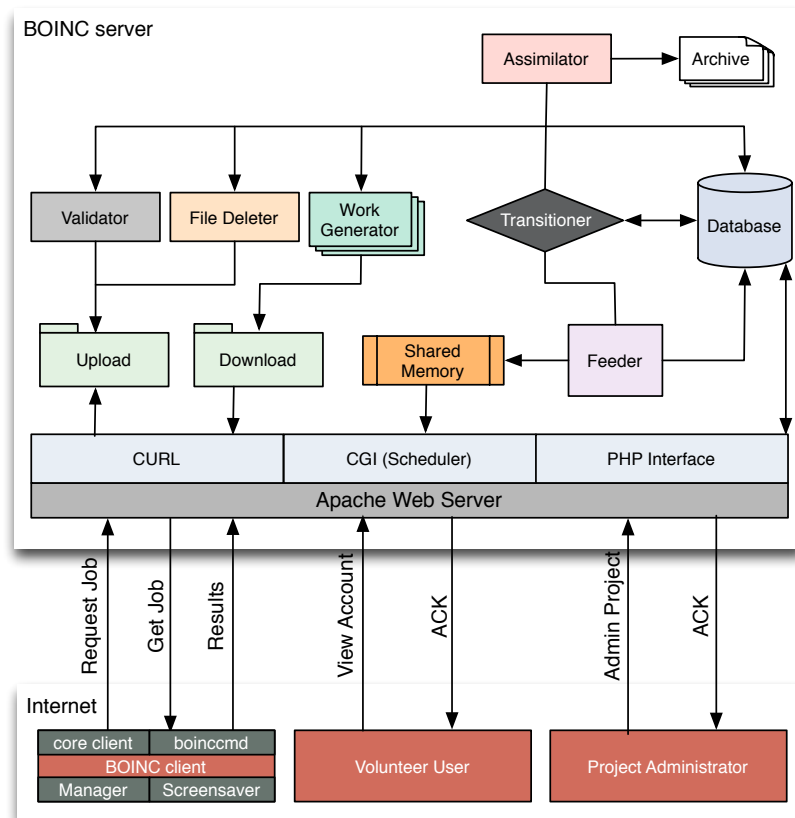 BOINC server
Assimilator
Archive
Validator
File Deleter
Work
Generator
Transitioner
Database
Upload
Download
Shared
Memory
Feeder
CURL
CGI (Scheduler)
PHP Interface
Apache Web Server
Request Job
Get Job
Results
View Account
ACK
Admin Project
ACK
Internet
core client
boinccmd
BOINC client
Manager
Screensaver
Volunteer User
Project Administrator